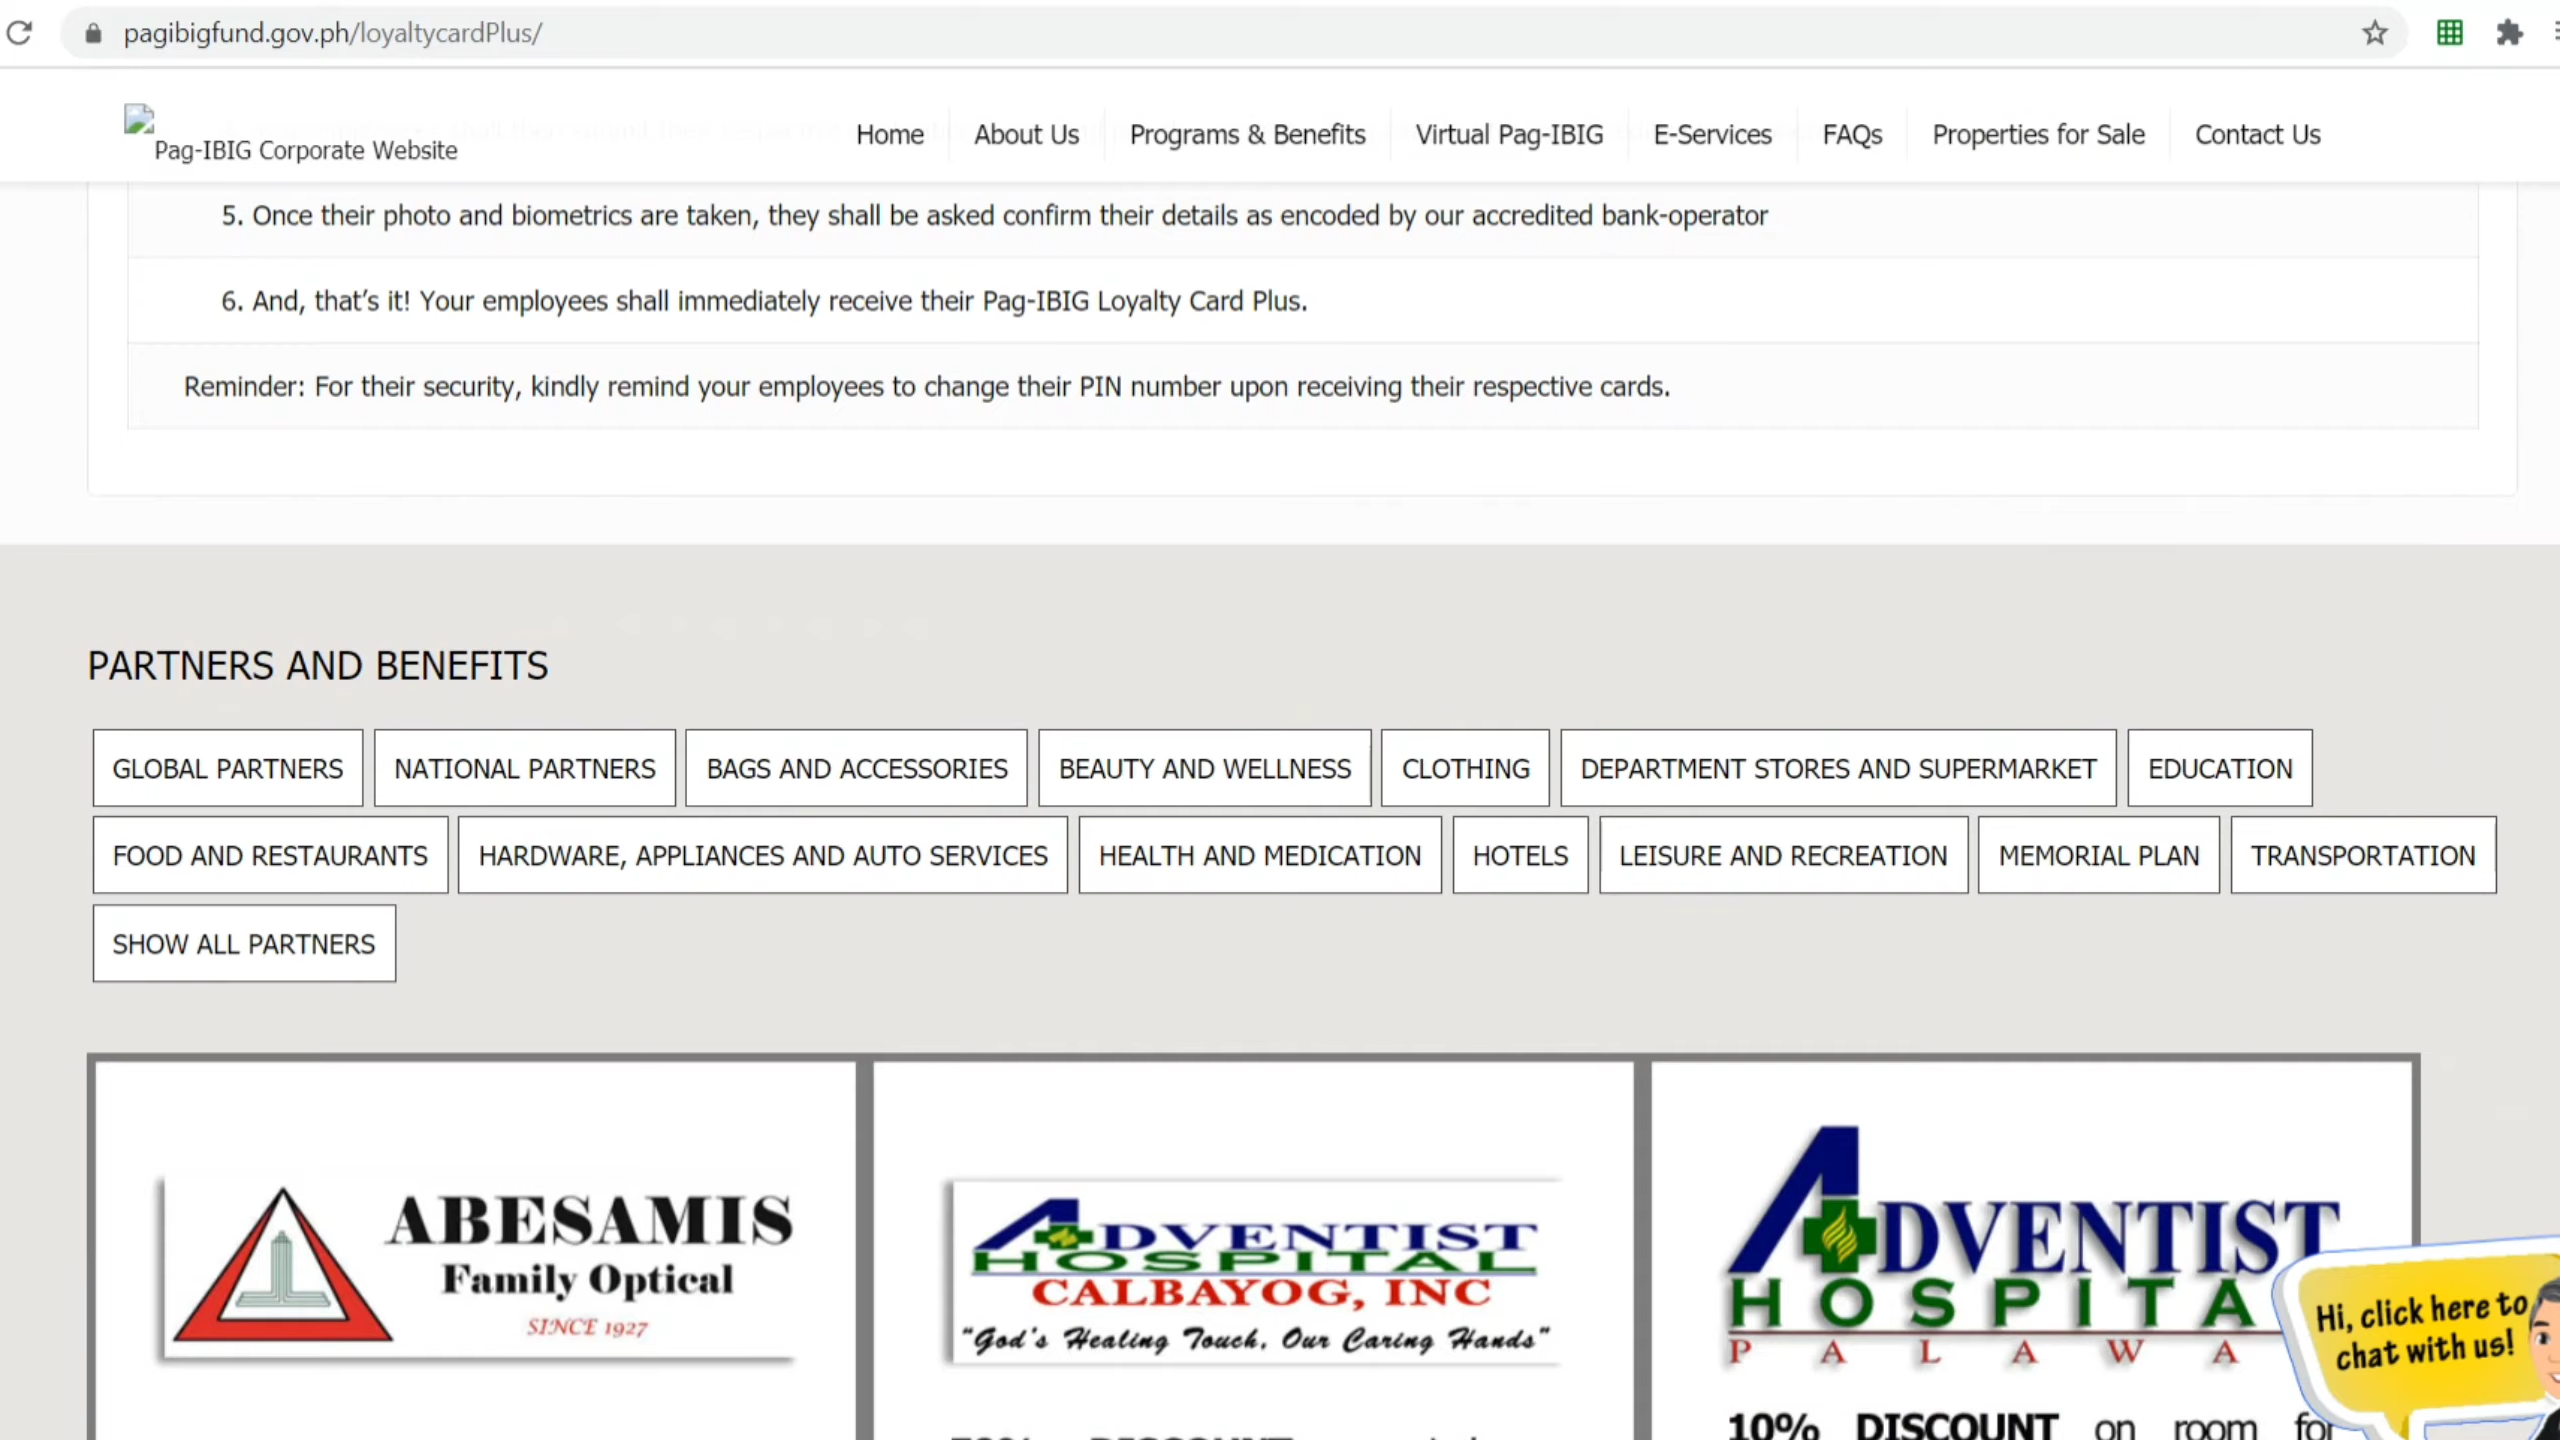 pagibigfund.gov.ph/loyaltycardPlus/
Pag-IBIG Corporate Website
Home
About Us
Programs & Benefits
Virtual Pag-IBIG
E-Services
FAQs
Properties for Sale
Contact Us
5. Once their photo and biometrics are taken, they shall be asked confirm their details as encoded by our accredited bank-operator
6. And, that’s it! Your employees shall immediately receive their Pag-IBIG Loyalty Card Plus.
Reminder: For their security, kindly remind your employees to change their PIN number upon receiving their respective cards.
PARTNERS AND BENEFITS
GLOBAL PARTNERS
NATIONAL PARTNERS
BAGS AND ACCESSORIES
BEAUTY AND WELLNESS
CLOTHING
DEPARTMENT STORES AND SUPERMARKET
EDUCATION
FOOD AND RESTAURANTS
HARDWARE, APPLIANCES AND AUTO SERVICES
HEALTH AND MEDICATION
HOTELS
LEISURE AND RECREATION
MEMORIAL PLAN
TRANSPORTATION
SHOW ALL PARTNERS
ABESAMIS
Family Optical
SINCE 1927
ADVENTIST
HOSPITAL
CALBAYOG, INC
“God’s Healing Touch, Our Caring Hands”
ADVENTIST
HOSPITA
PALAWA
10% DISCOUNT on room for
Hi, click here to
chat with us!